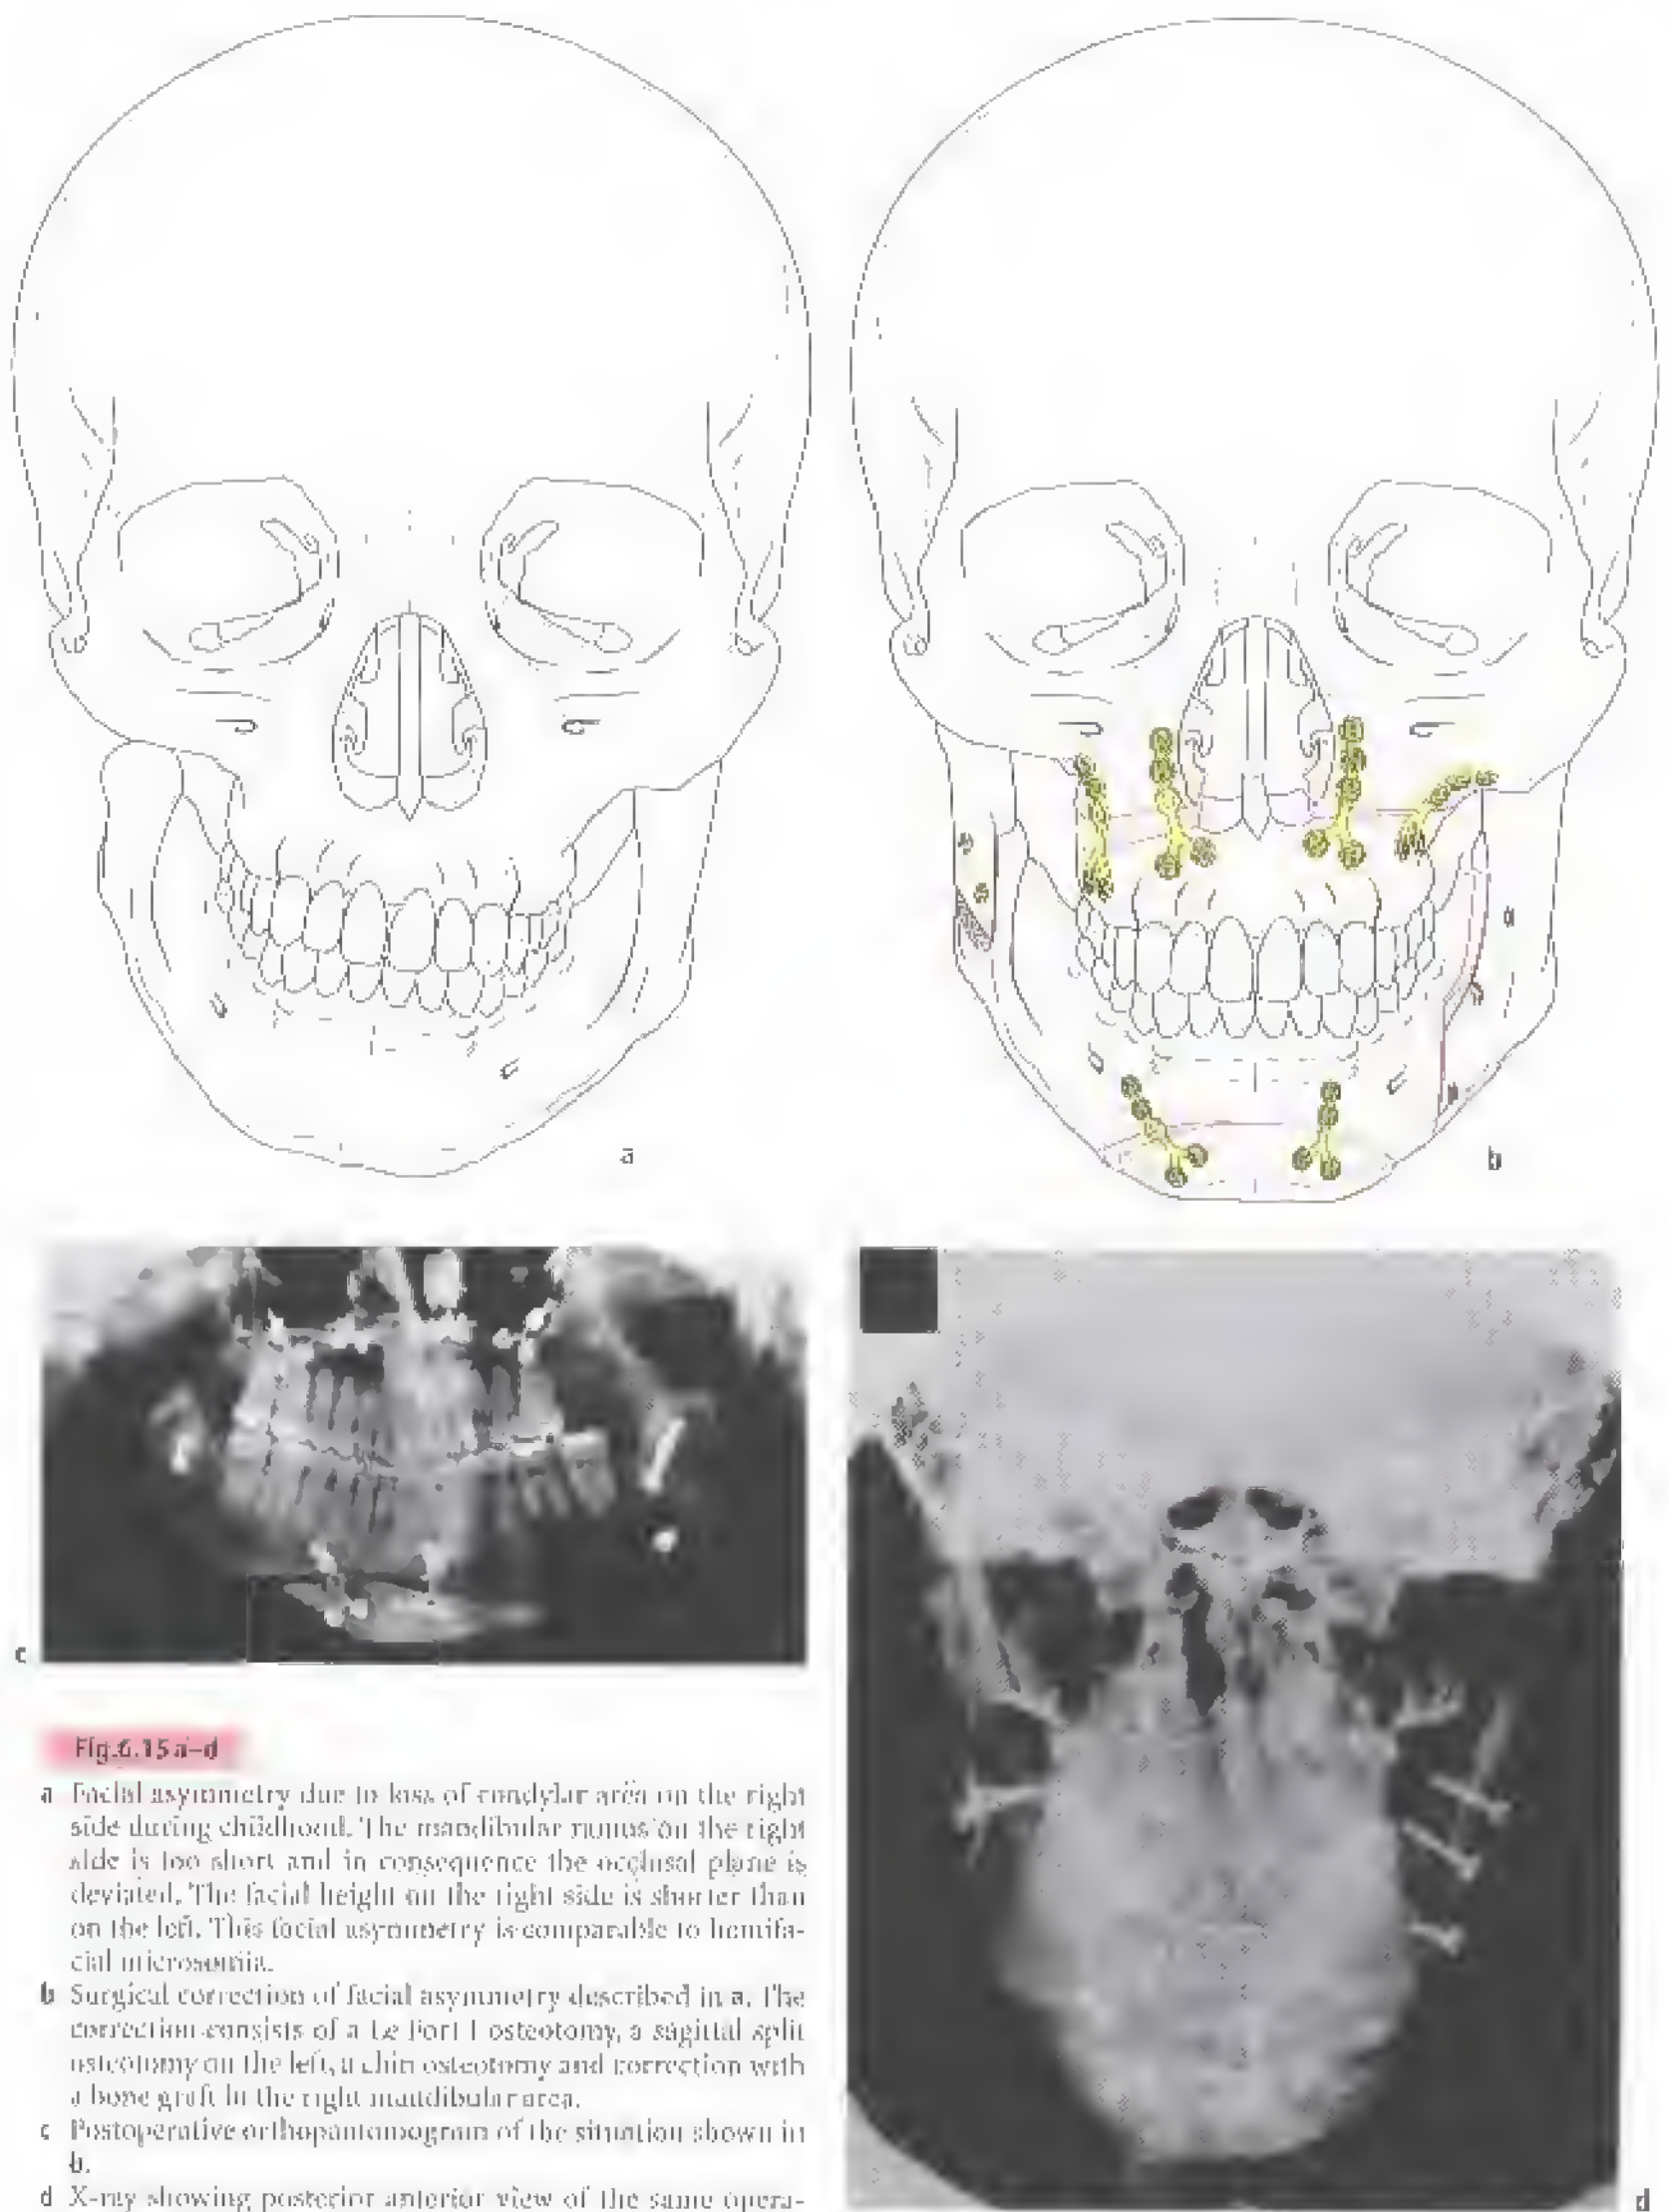 a
b
c
d
Fig.6.15 a–d
a Facial asymmetry due to loss of condylar area on the right
side during childhood. The mandibular ramus on the right
side is too short and in consequence the occlusal plane is
deviated. The facial height on the right side is shorter than
on the left. This facial asymmetry is comparable to hemifa-
cial microsomia.
b Surgical correction of facial asymmetry described in a. The
correction consists of a Le Fort I osteotomy, a sagittal split
osteotomy on the left, a chin osteotomy and correction with
a bone graft in the right mandibular area.
c Postoperative orthopantomogram of the situation shown in
b.
d X-ray showing posterior anterior view of the same opera-